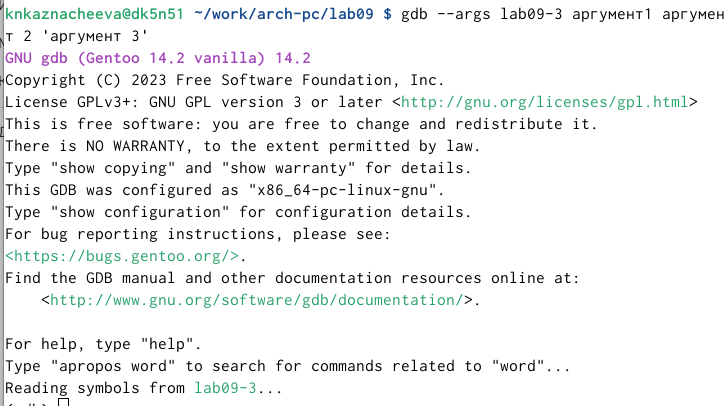 knkaznacheeva@dk5n51 ~/work/arch-pc/lab09 $ gdb --args lab09-3 аргумент1 аргумен
т 2 'аргумент 3'
GNU gdb (Gentoo 14.2 vanilla) 14.2
Copyright (C) 2023 Free Software Foundation, Inc.
License GPLv3+: GNU GPL version 3 or later <http://gnu.org/licenses/gpl.html>
This is free software: you are free to change and redistribute it.
There is NO WARRANTY, to the extent permitted by law.
Type "show copying" and "show warranty" for details.
This GDB was configured as "x86_64-pc-linux-gnu".
Type "show configuration" for configuration details.
For bug reporting instructions, please see:
<https://bugs.gentoo.org/>.
Find the GDB manual and other documentation resources online at:
    <http://www.gnu.org/software/gdb/documentation/>.

For help, type "help".
Type "apropos word" to search for commands related to "word"...
Reading symbols from lab09-3...